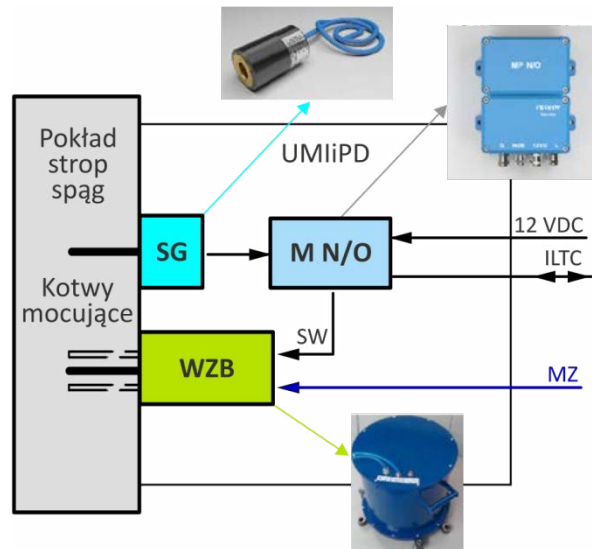 Pokład
strop
spąg
UMIiPD
MP N/O
SG
M N/O
12 VDC
ILTC
Kotwy
mocujące
SW
WZB
MZ